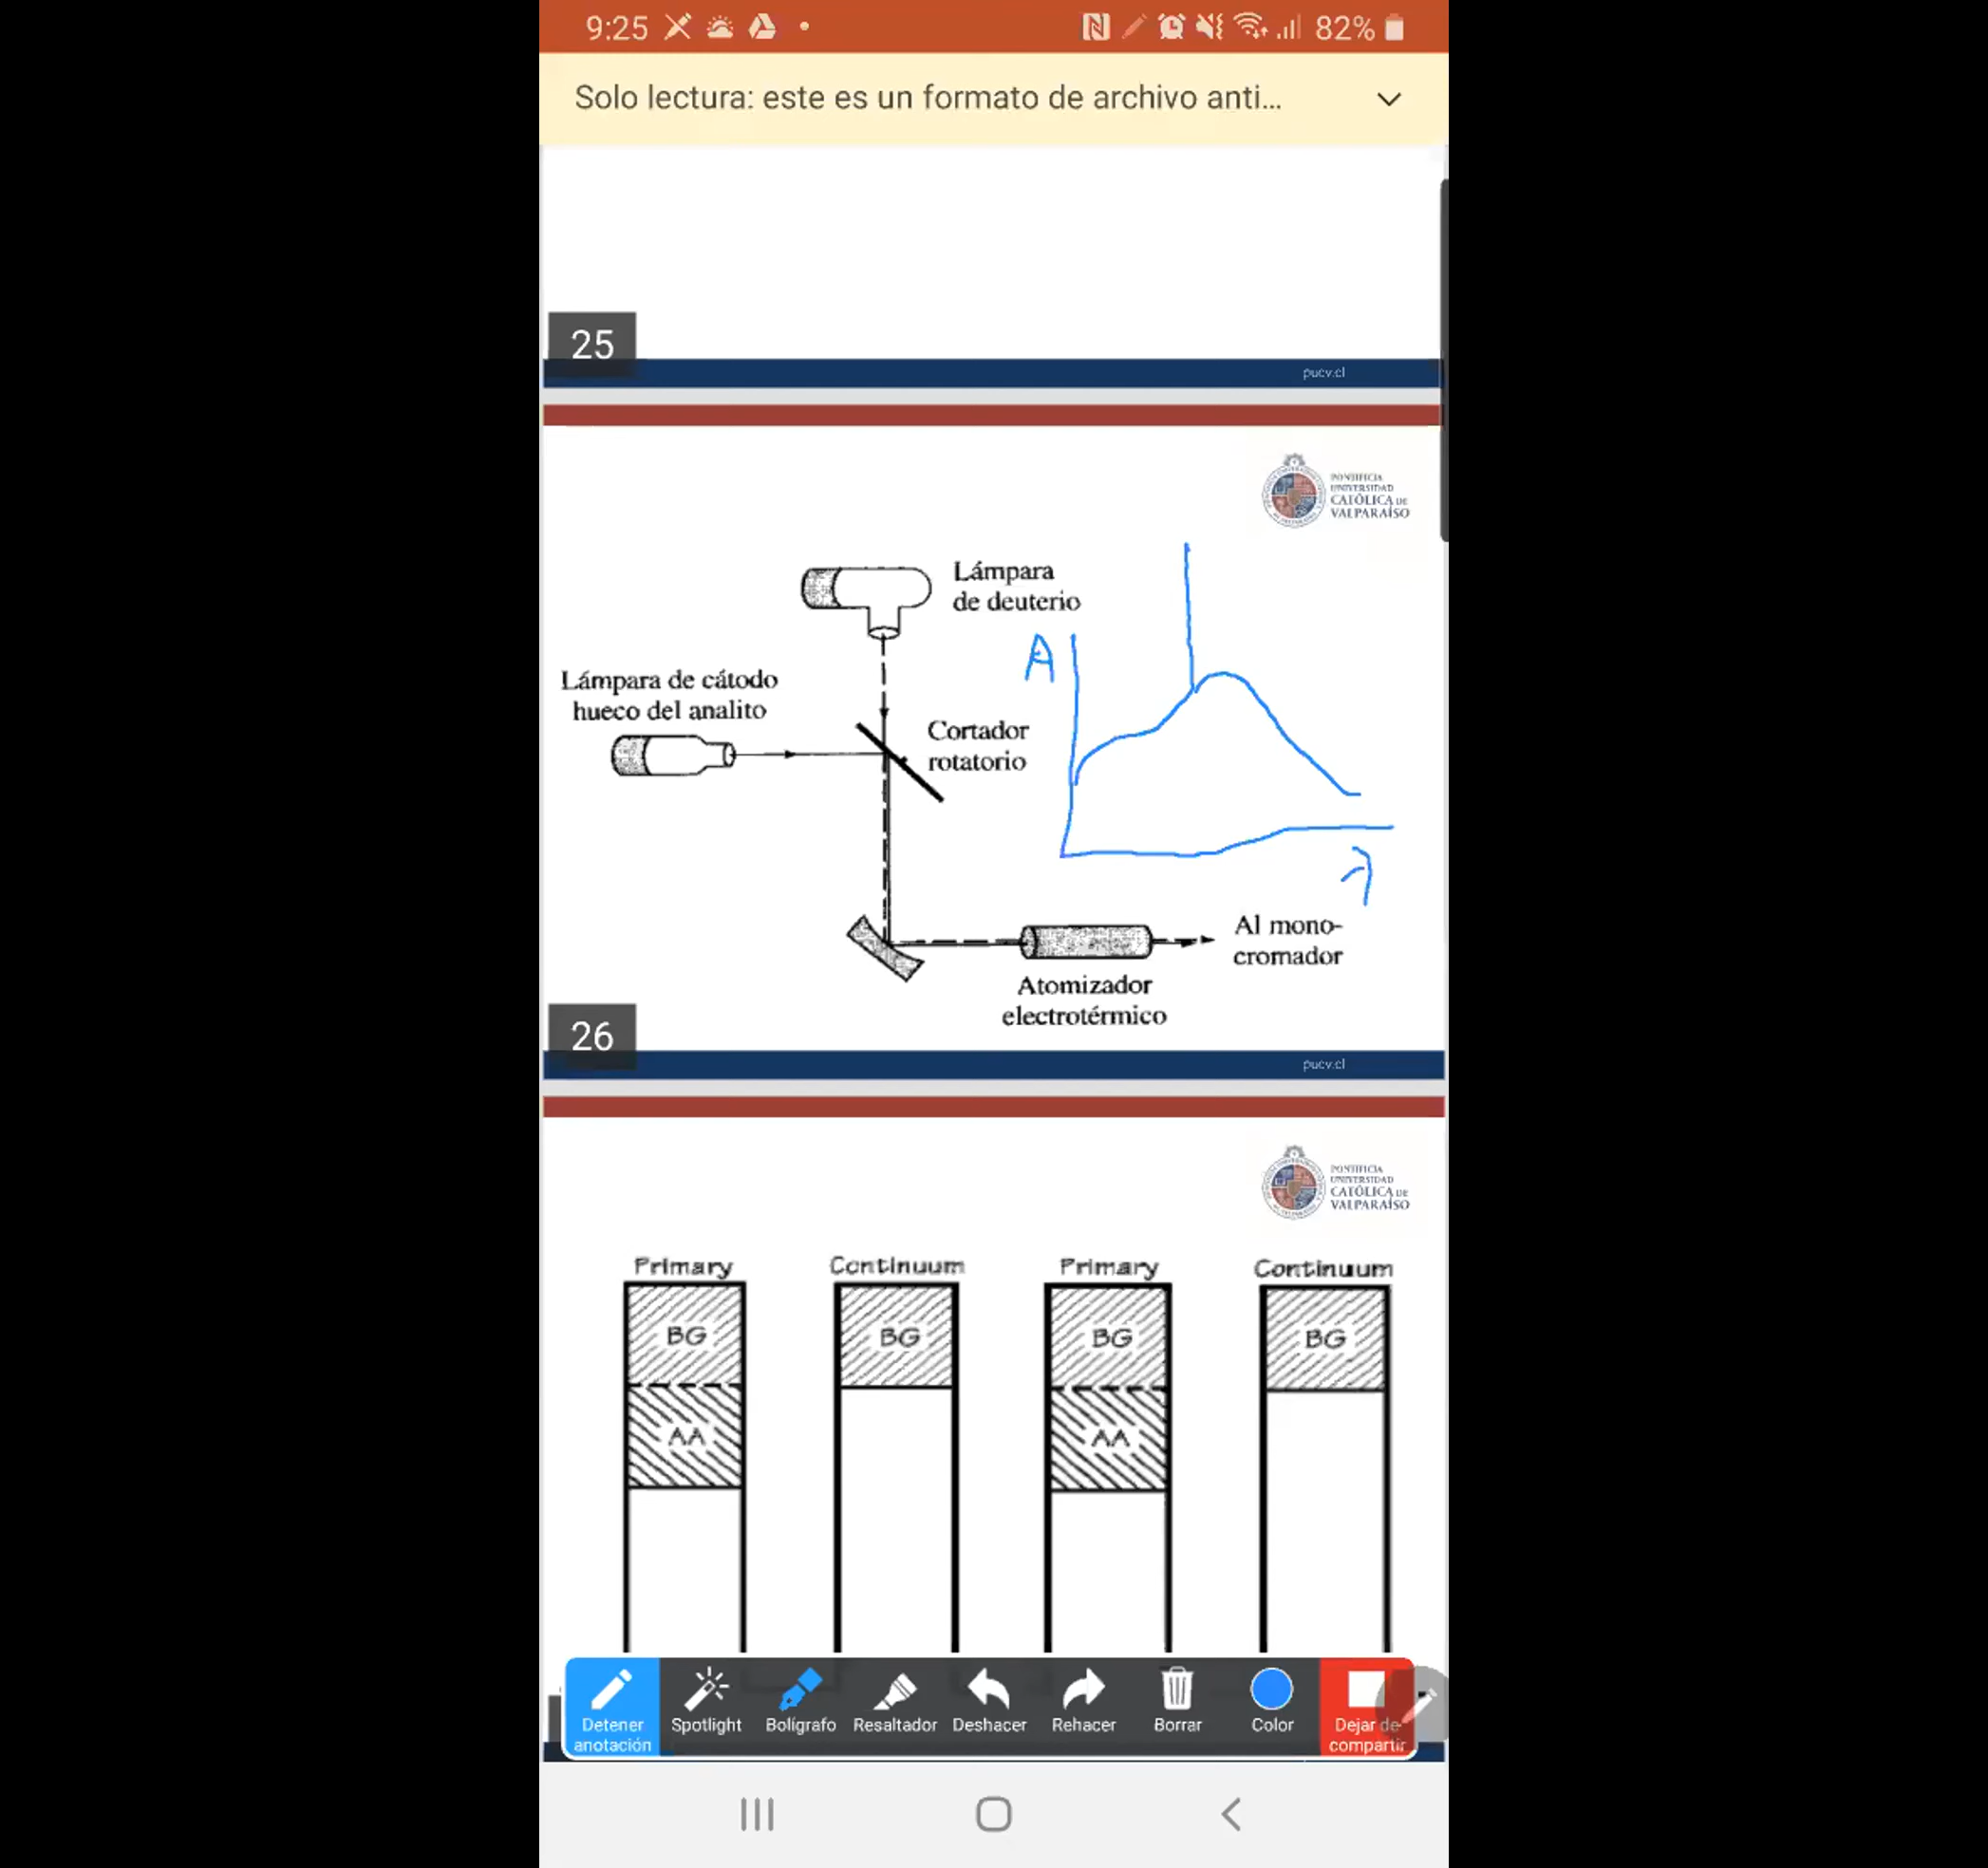 9:25
82%
Solo lectura: este es un formato de archivo anti...
25
pucv.cl
PONTIFICIA
UNIVERSIDAD
CATÓLICA DE
VALPARAÍSO
Lámpara
de deuterio
A
Lámpara de cátodo
hueco del analito
Cortador
rotatorio
λ
Al mono-
cromador
Atomizador
electrotérmico
26
pucv.cl
PONTIFICIA
UNIVERSIDAD
CATÓLICA DE
VALPARAÍSO
Primary Continuum Primary Continuum
BG BG BG BG
AA AA
Detener anotación
Spotlight
Bolígrafo
Resaltador
Deshacer
Rehacer
Borrar
Color
Dejar de compartir